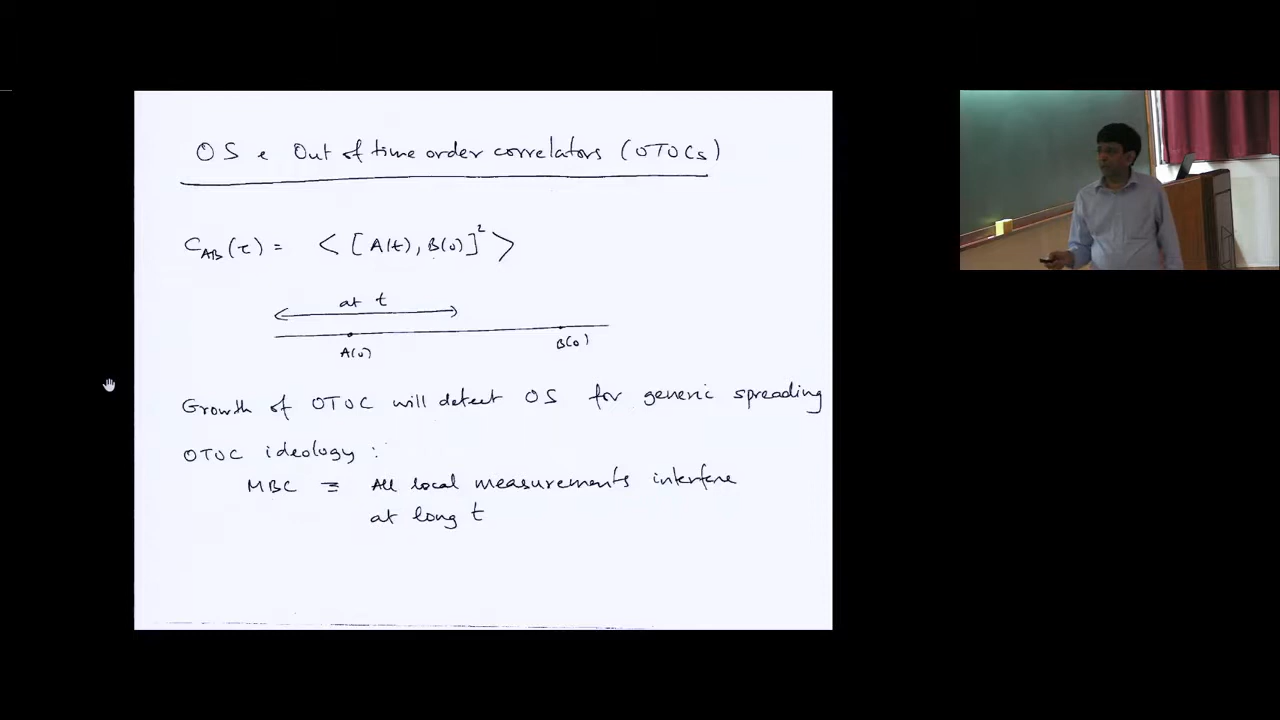 OS & Out of time order correlators (OTOCs)
C_AB(τ) = < [A(t), B(0)]² >
at t
A(0)
B(0)
Growth of OTOC will detect OS for generic spreading
OTOC ideology :
MBC ≡ All local measurements interfere
at long t